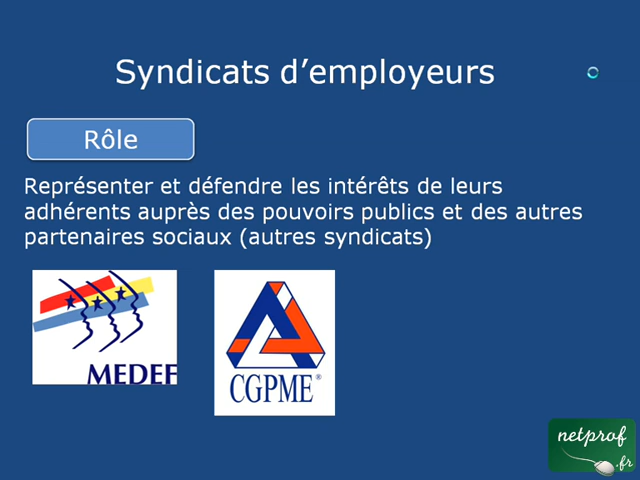 Syndicats d’employeurs
Rôle
Représenter et défendre les intérêts de leurs
adhérents auprès des pouvoirs publics et des autres
partenaires sociaux (autres syndicats)
MEDEF
CGPME®
netprof
.fr